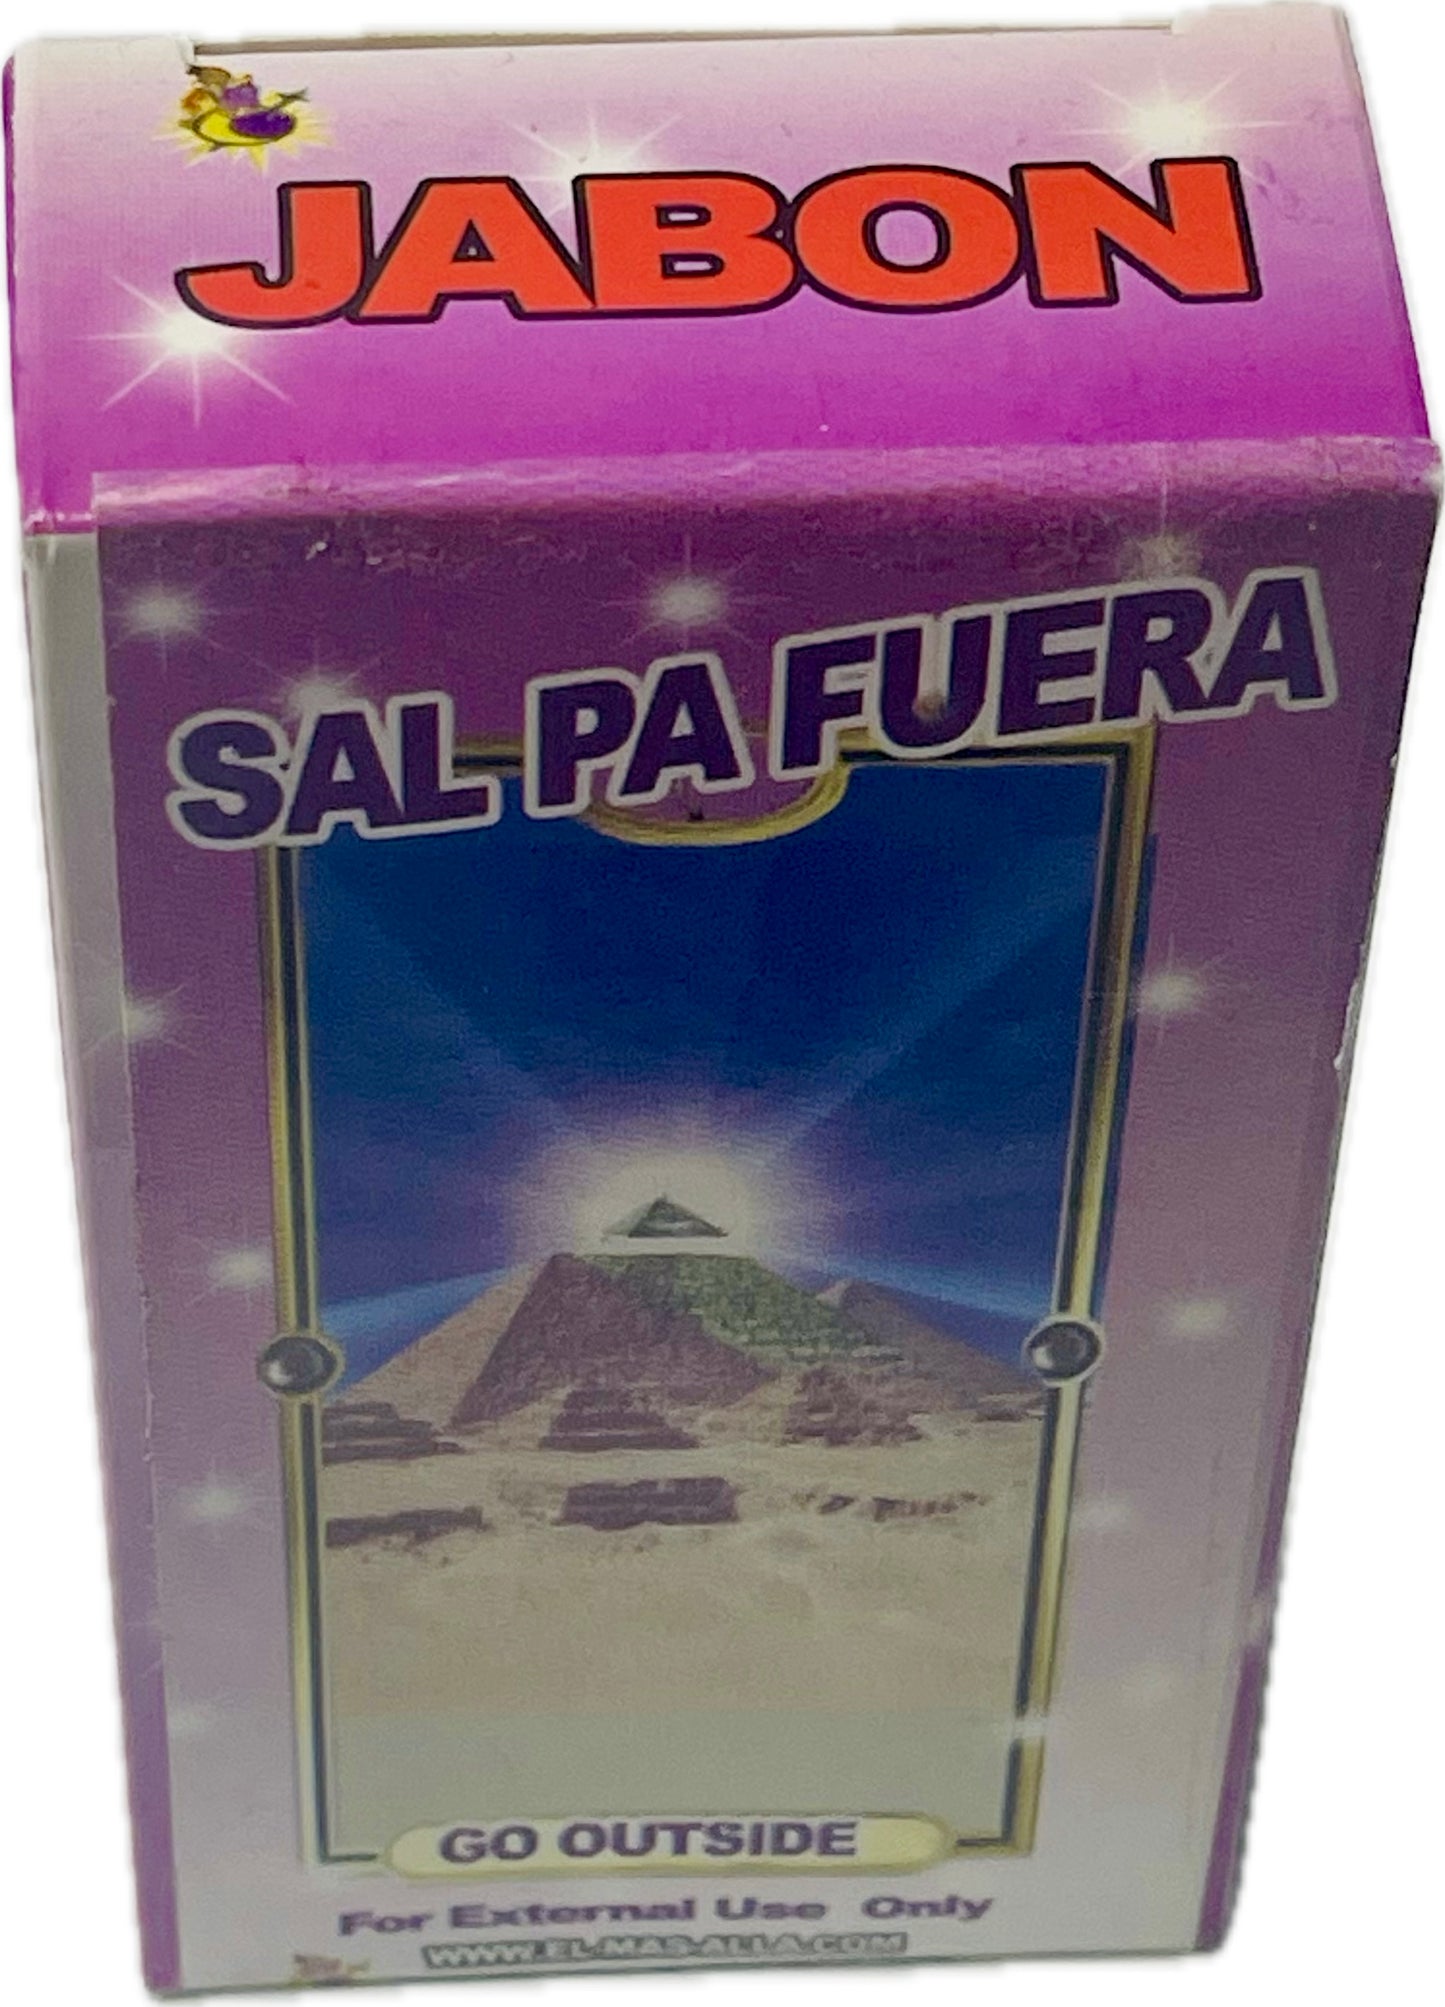 JABON
SAL PA FUERA
GO OUTSIDE
For External Use Only
WWW.EL-MAS-ALLA.COM